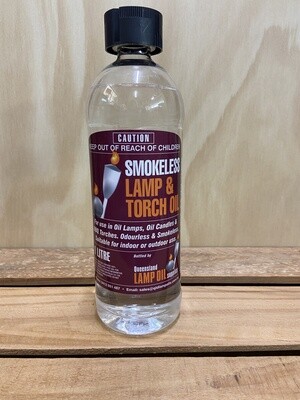 CAUTION
KEEP OUT OF REACH OF CHILDREN
SMOKELESS
LAMP &
TORCH OIL
For use in Oil Lamps, Oil Candles &
Torches. Odourless & Smokeless
Suitable for indoor or outdoor use.
LITRE
Bottled by
Queensland
LAMP OIL